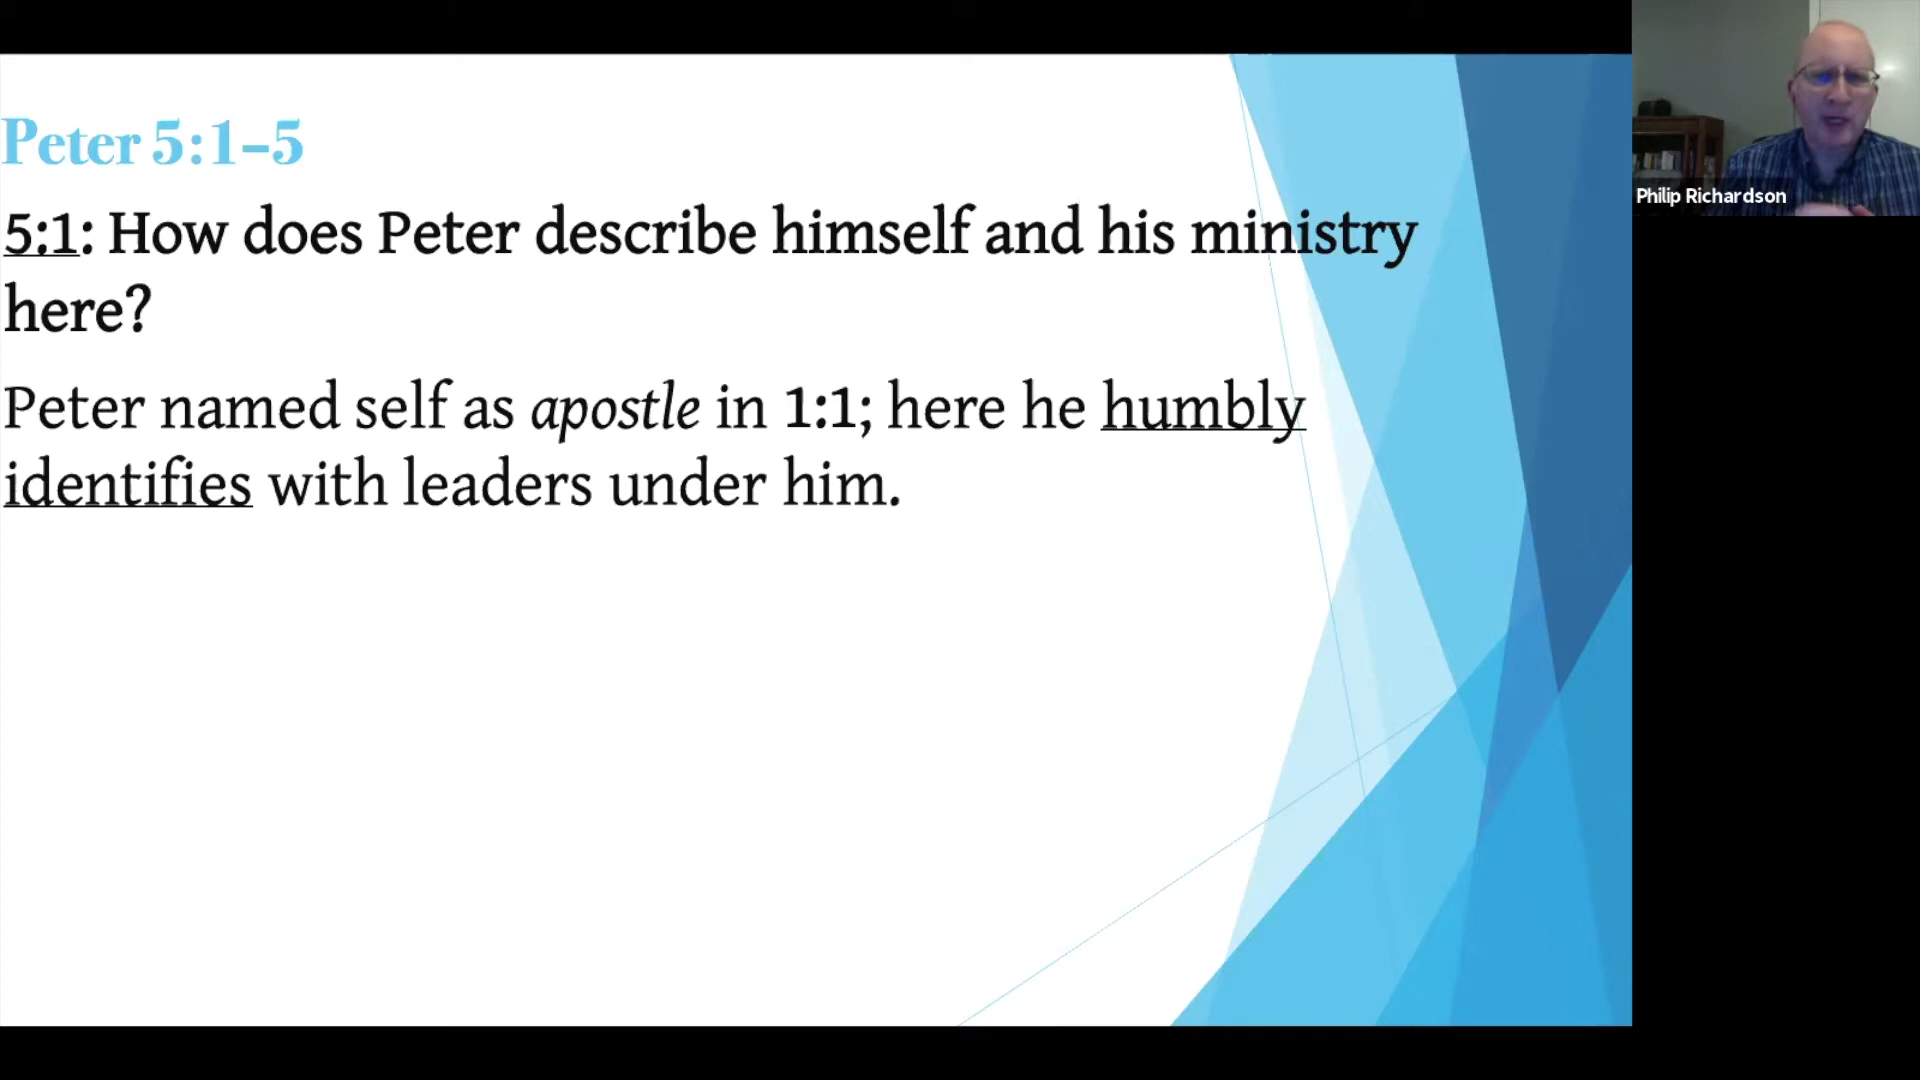 Peter 5:1–5
5:1: How does Peter describe himself and his ministry
here?
Peter named self as apostle in 1:1; here he humbly
identifies with leaders under him.
Philip Richardson